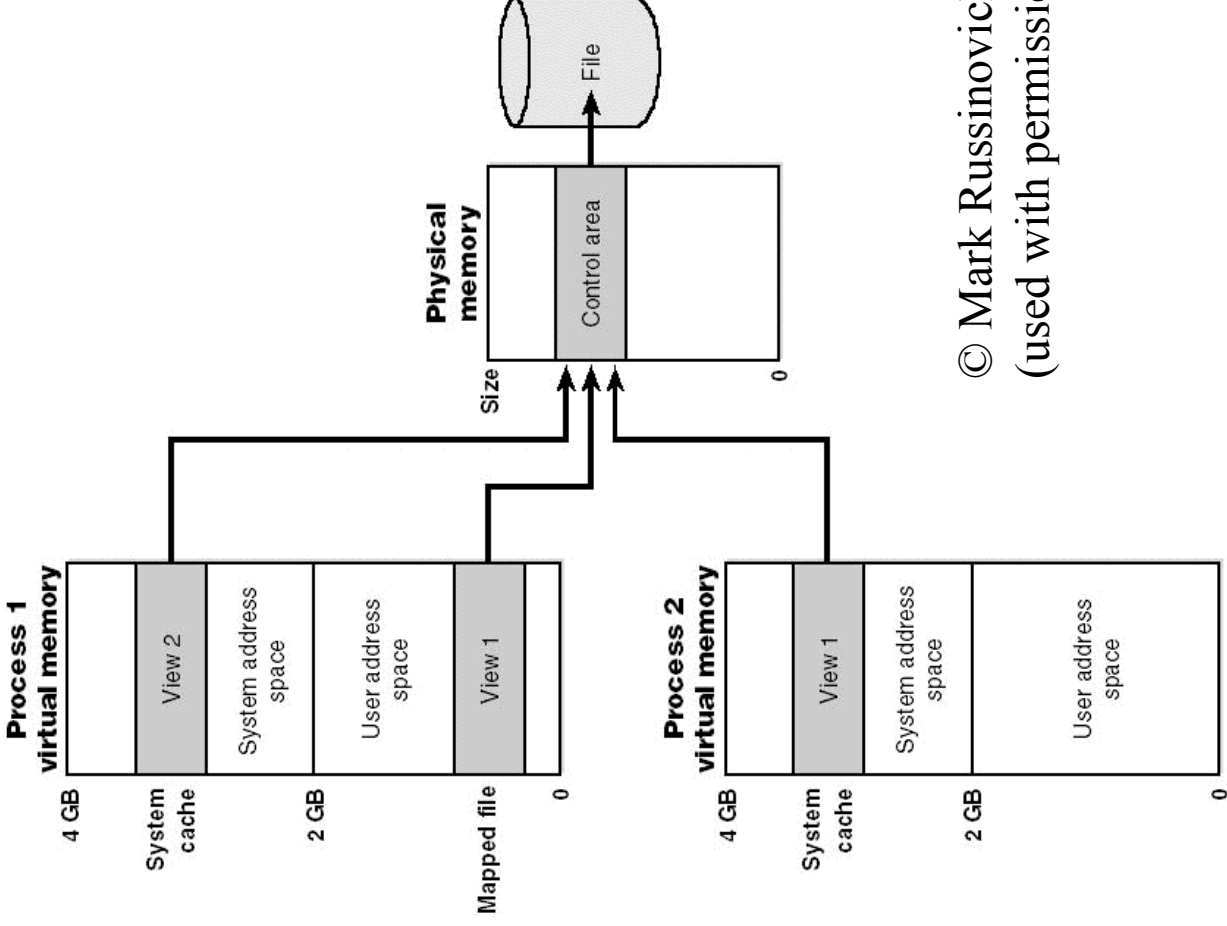 Process 1
virtual memory
4 GB
System
cache
View 2
System address
space
2 GB
User address
space
Mapped file
View 1
0
Process 2
virtual memory
4 GB
System
cache
View 1
System address
space
2 GB
User address
space
0
Physical
memory
Size
Control area
0
File
© Mark Russinovic
(used with permissi